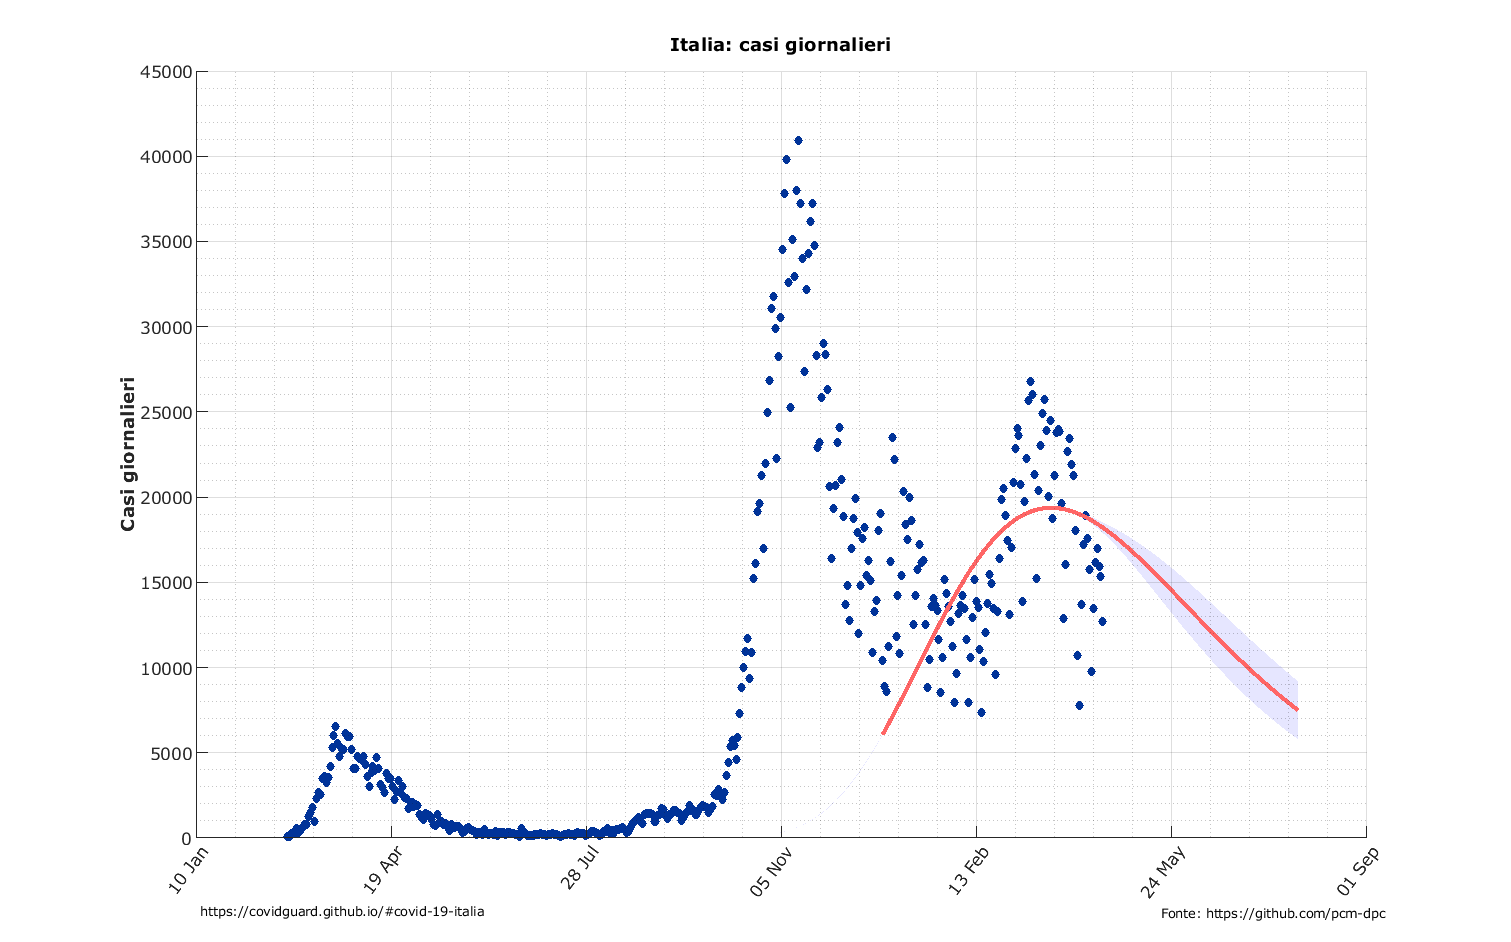 Italia: casi giornalieri
Casi giornalieri
45000
40000
35000
30000
25000
20000
15000
10000
5000
0
10 Jan
19 Apr
28 Jul
05 Nov
13 Feb
24 May
01 Sep
https://covidguard.github.io/#covid-19-italia
Fonte: https://github.com/pcm-dpc